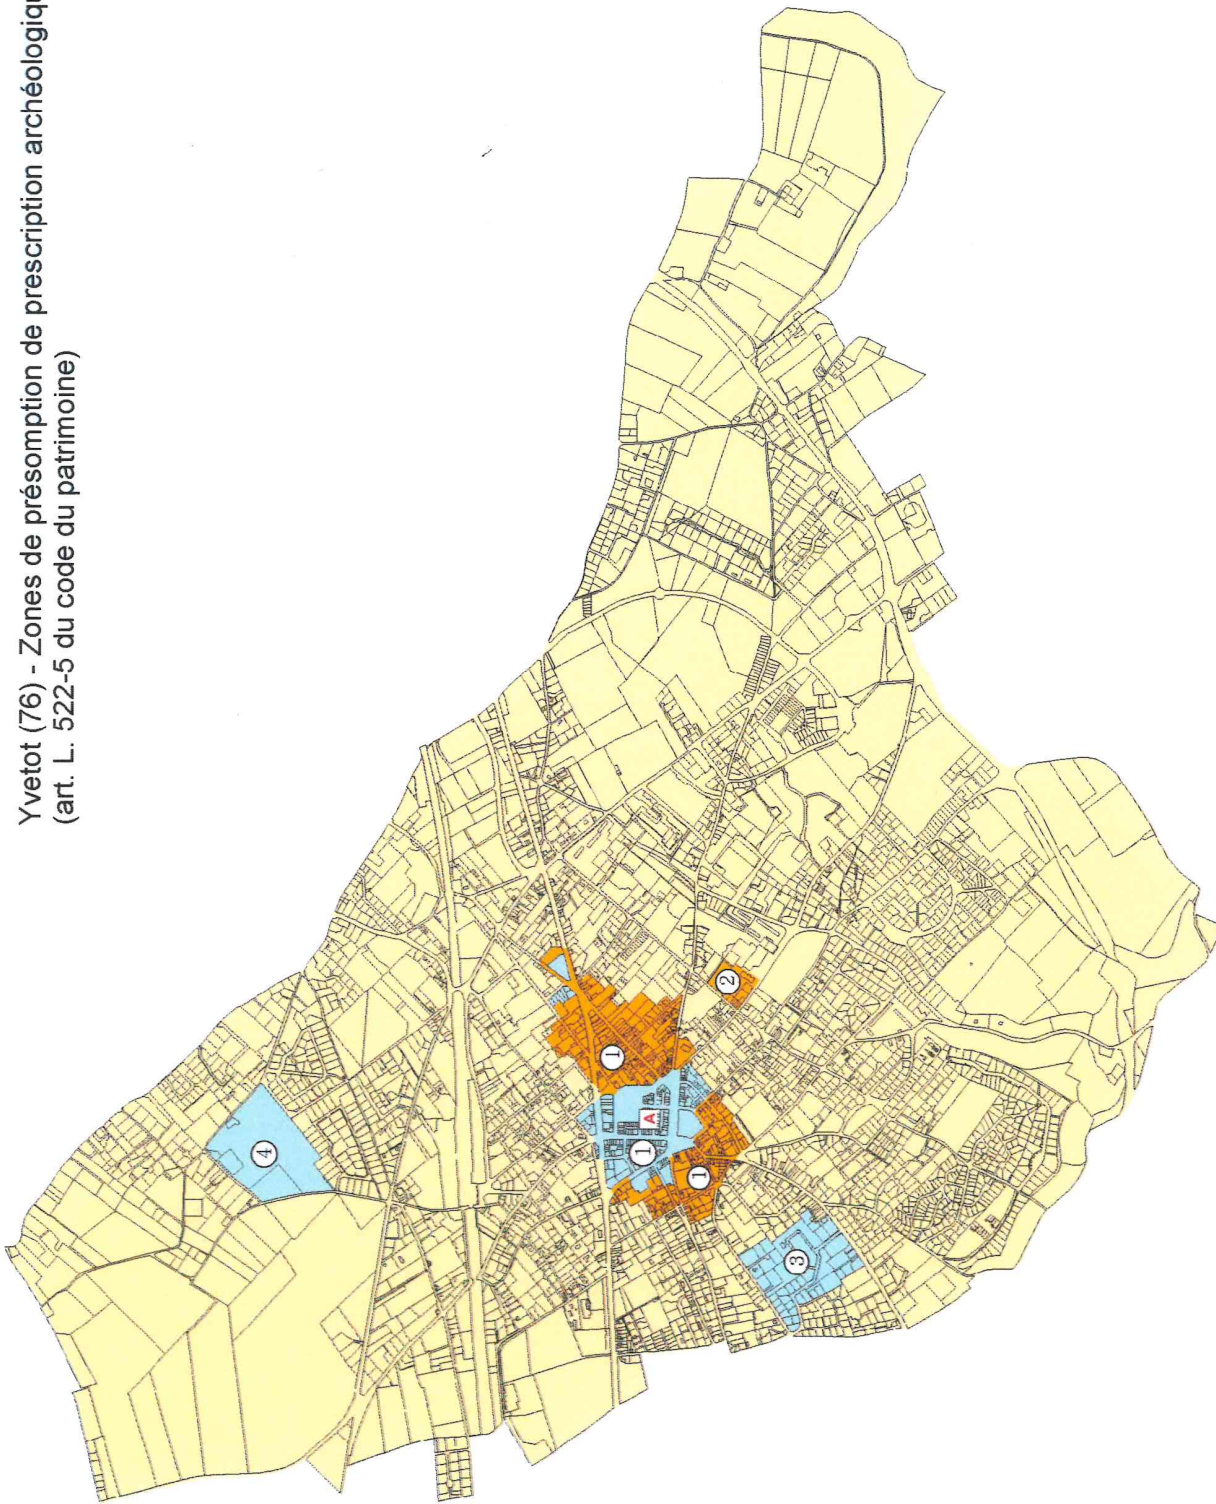 Yvetot (76) - Zones de présomption de prescription archéologiqu
(art. L. 522-5 du code du patrimoine)
4
1
2
A
1
1
3